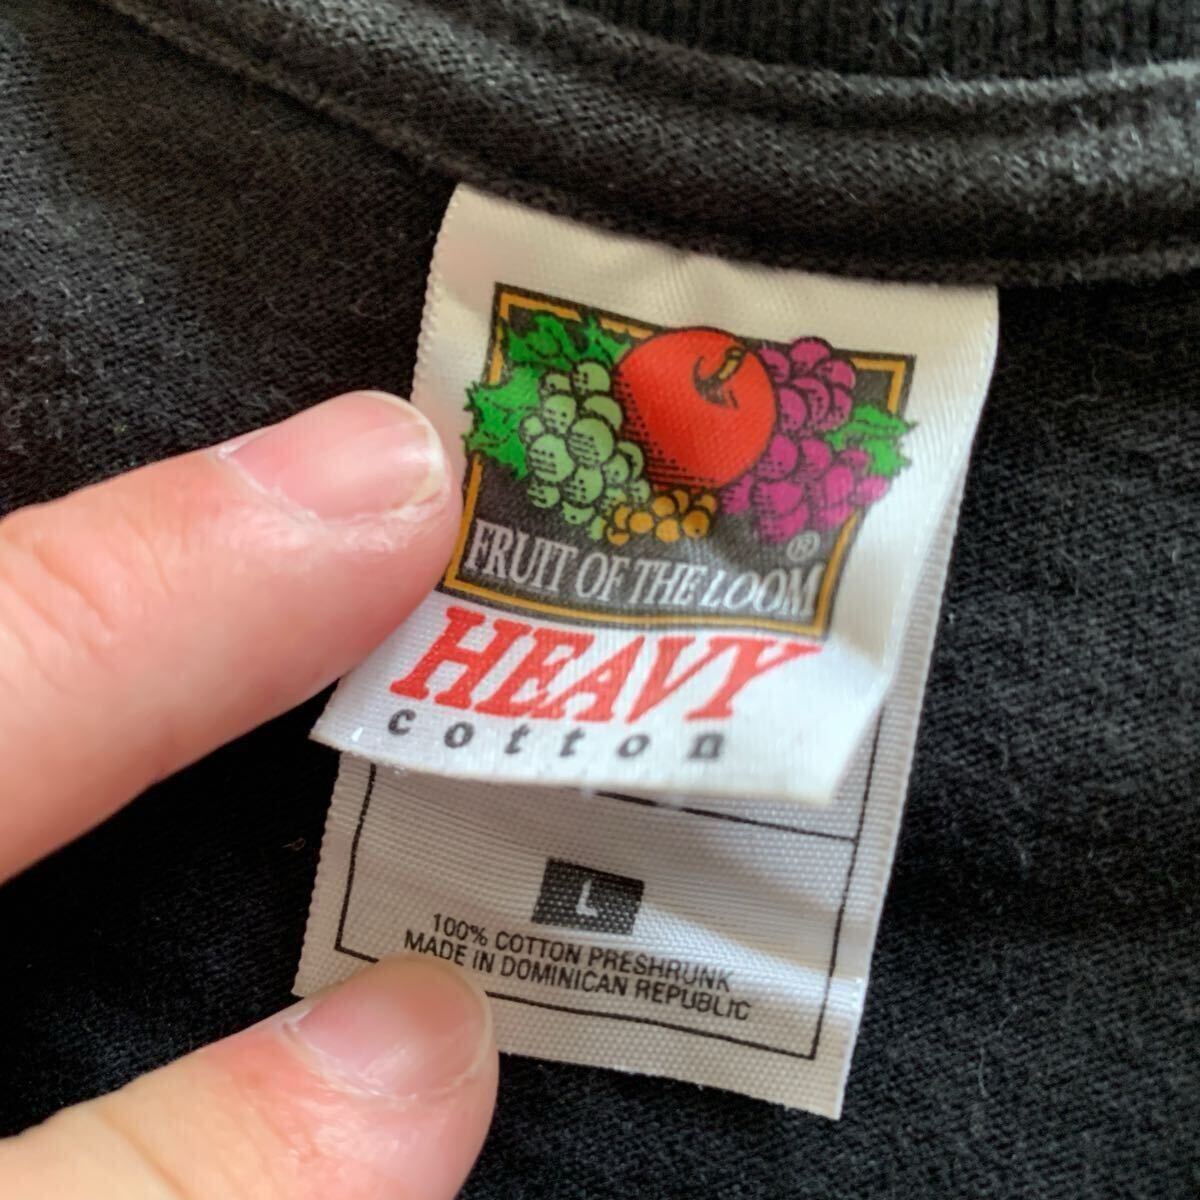 ®
FRUIT OF THE LOOM
HEAVY
cotton
L
100% COTTON PRESHRUNK
MADE IN DOMINICAN REPUBLIC